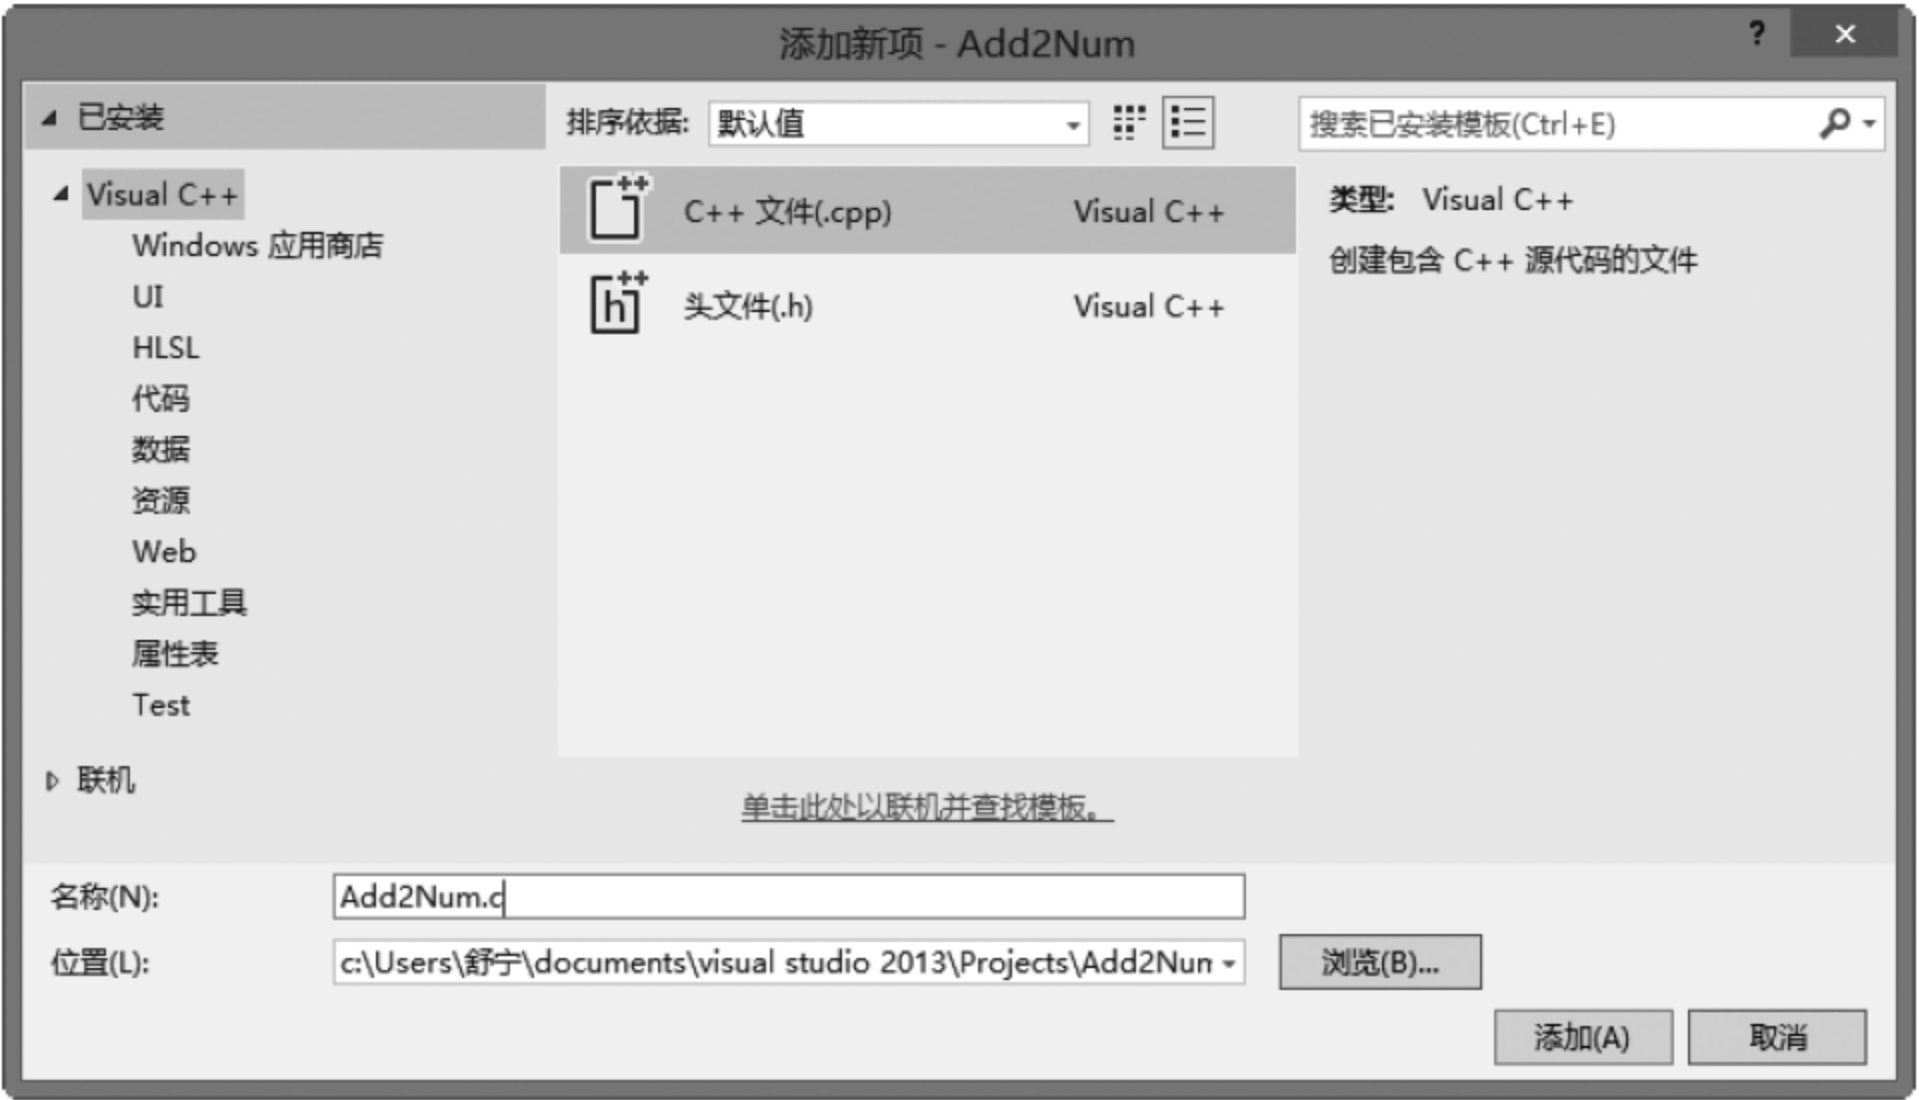 添加新项 - Add2Num
?
已安装
排序依据: 默认值
搜索已安装模板(Ctrl+E)
Visual C++
Windows 应用商店
UI
HLSL
代码
数据
资源
Web
实用工具
属性表
Test
联机
C++ 文件(.cpp) Visual C++
头文件(.h) Visual C++
类型: Visual C++
创建包含 C++ 源代码的文件
单击此处以联机并查找模板。
名称(N): Add2Num.c
位置(L): c:\Users\舒宁\documents\visual studio 2013\Projects\Add2Num
浏览(B)...
添加(A)
取消